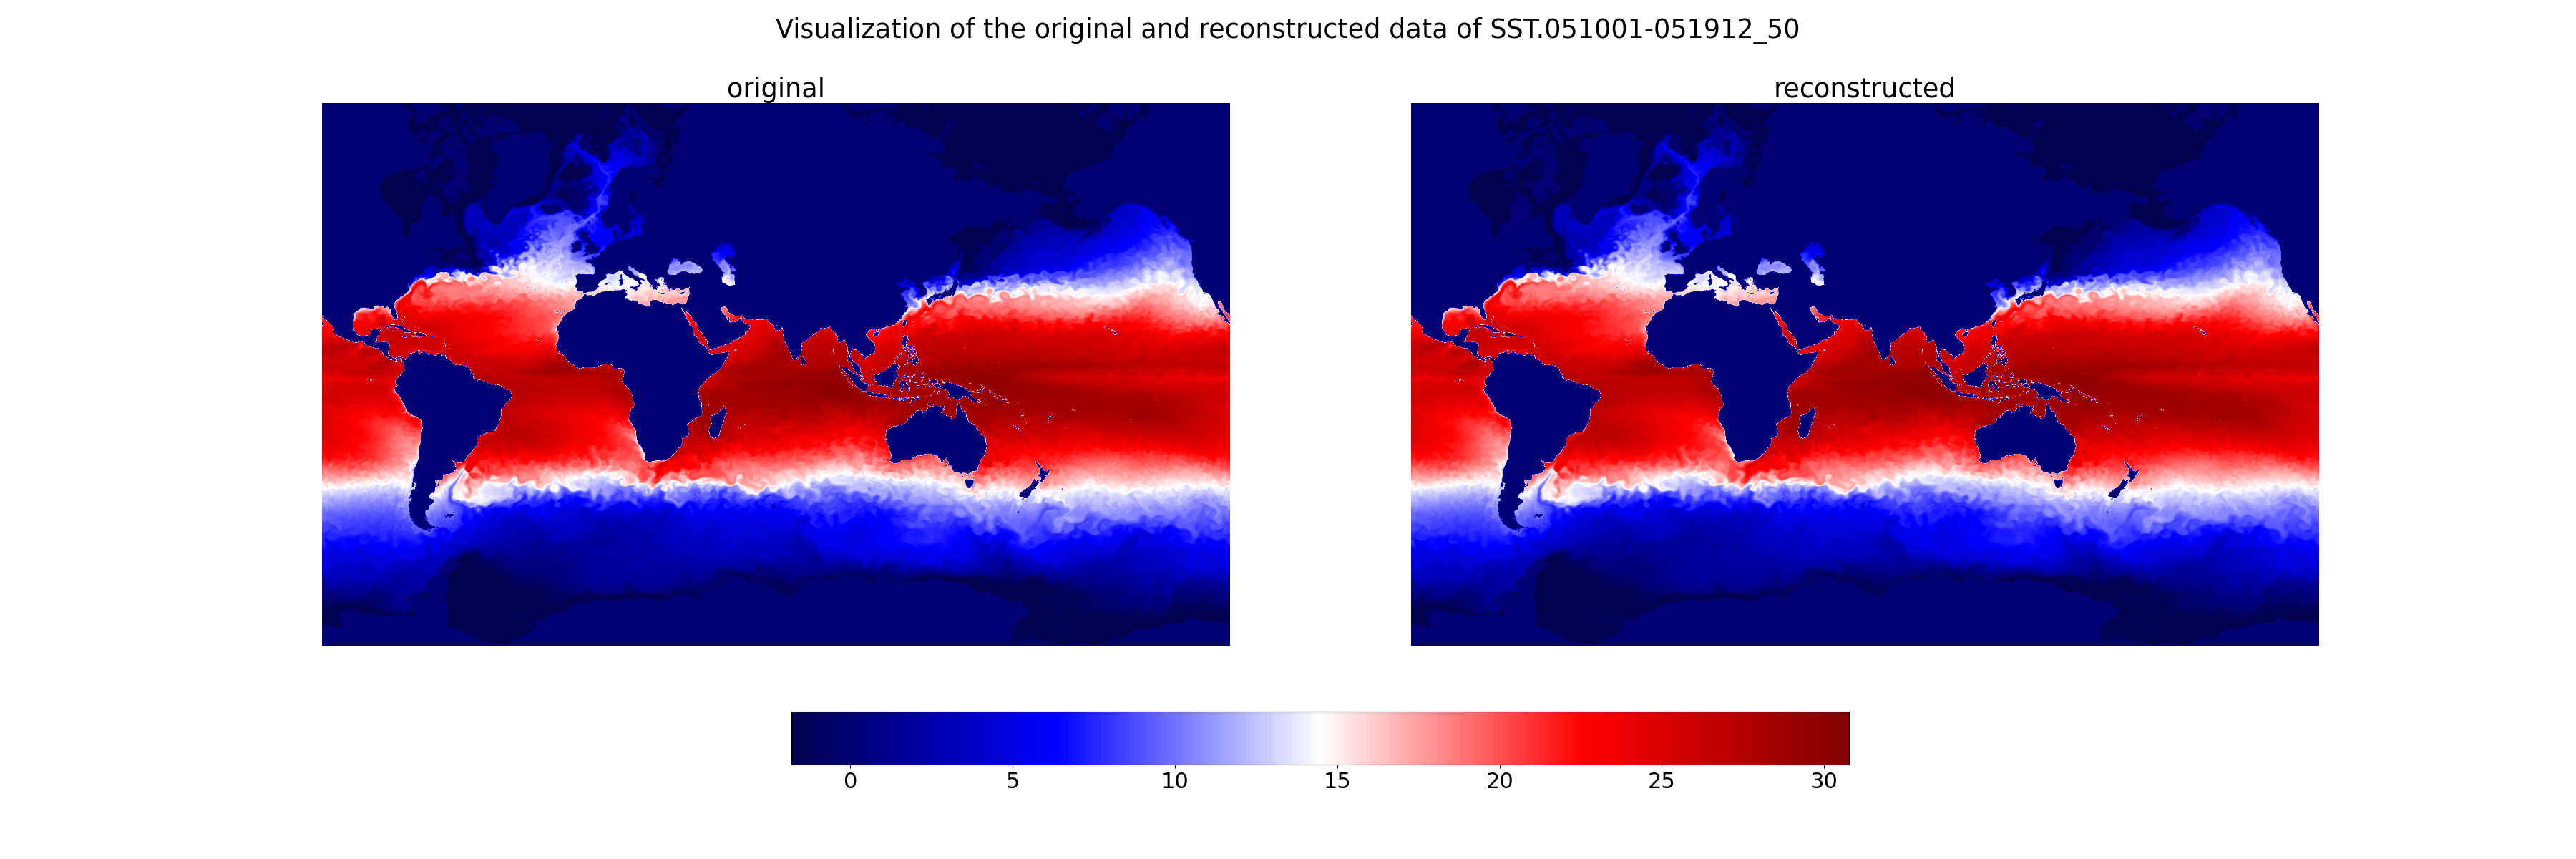 Visualization of the original and reconstructed data of SST.051001-051912_50
original
reconstructed
0 5 10 15 20 25 30